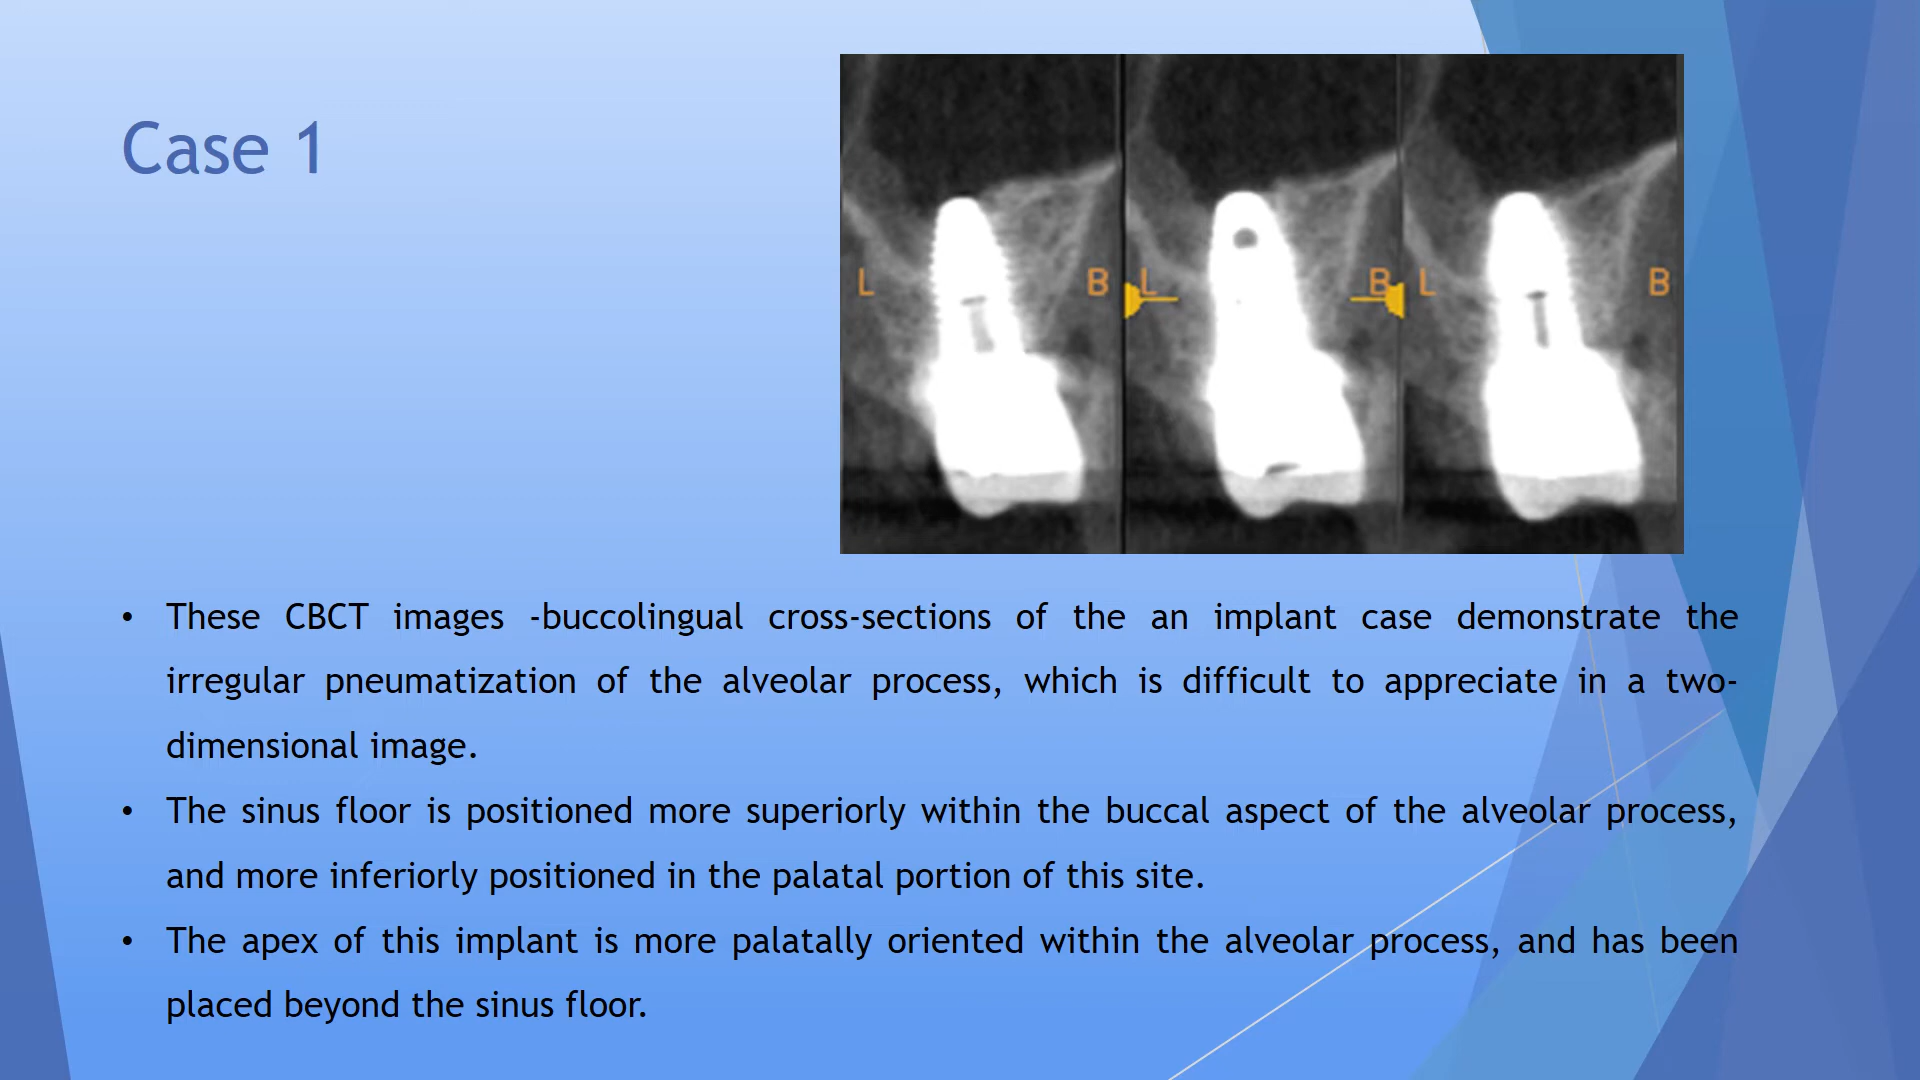 Case 1
L B L B L B
• These CBCT images -buccolingual cross-sections of the an implant case demonstrate the
irregular pneumatization of the alveolar process, which is difficult to appreciate in a two-
dimensional image.
• The sinus floor is positioned more superiorly within the buccal aspect of the alveolar process,
and more inferiorly positioned in the palatal portion of this site.
• The apex of this implant is more palatally oriented within the alveolar process, and has been
placed beyond the sinus floor.